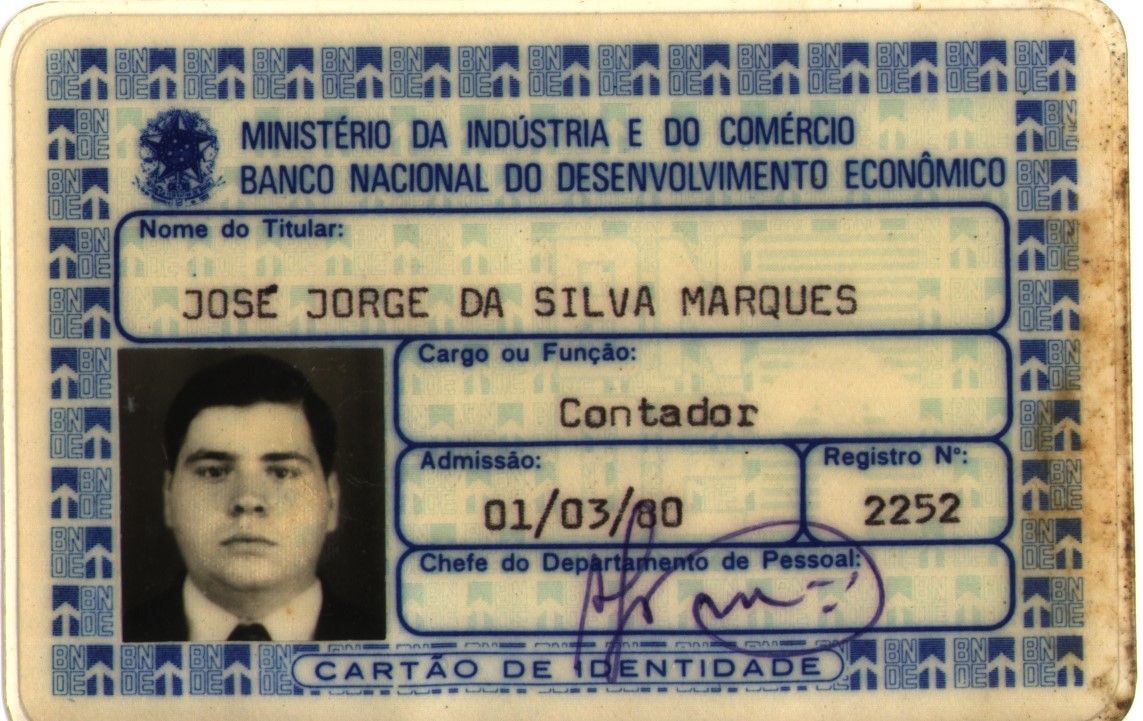 MINISTÉRIO DA INDÚSTRIA E DO COMÉRCIO
BANCO NACIONAL DO DESENVOLVIMENTO ECONÔMICO
Nome do Titular:
JOSÉ JORGE DA SILVA MARQUES
Cargo ou Função:
Contador
Admissão:
01/03/80
Registro Nº:
2252
Chefe do Departamento de Pessoal:
CARTÃO DE IDENTIDADE